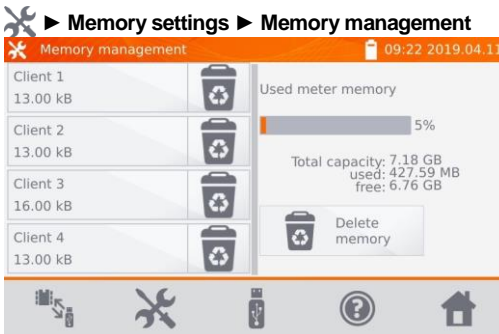 ► Memory settings ► Memory management
Memory management
09:22 2019.04.11
Client 1
13.00 kB
Client 2
13.00 kB
Client 3
16.00 kB
Client 4
13.00 kB
Used meter memory
5%
Total capacity: 7.18 GB
used: 427.59 MB
free: 6.76 GB
Delete
memory
?